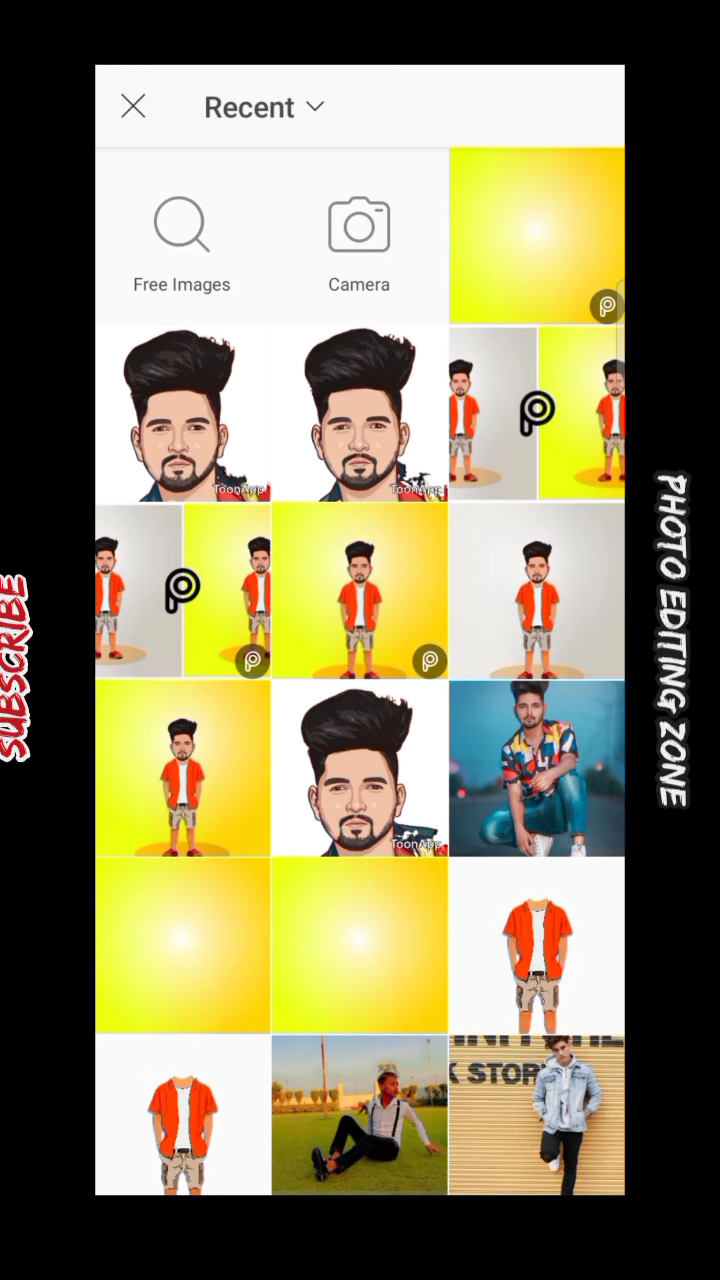 Recent
Free Images
Camera
ToonApp
ToonApp
ToonApp
K STOR
SUBSCRIBE
PHOTO EDITING ZONE